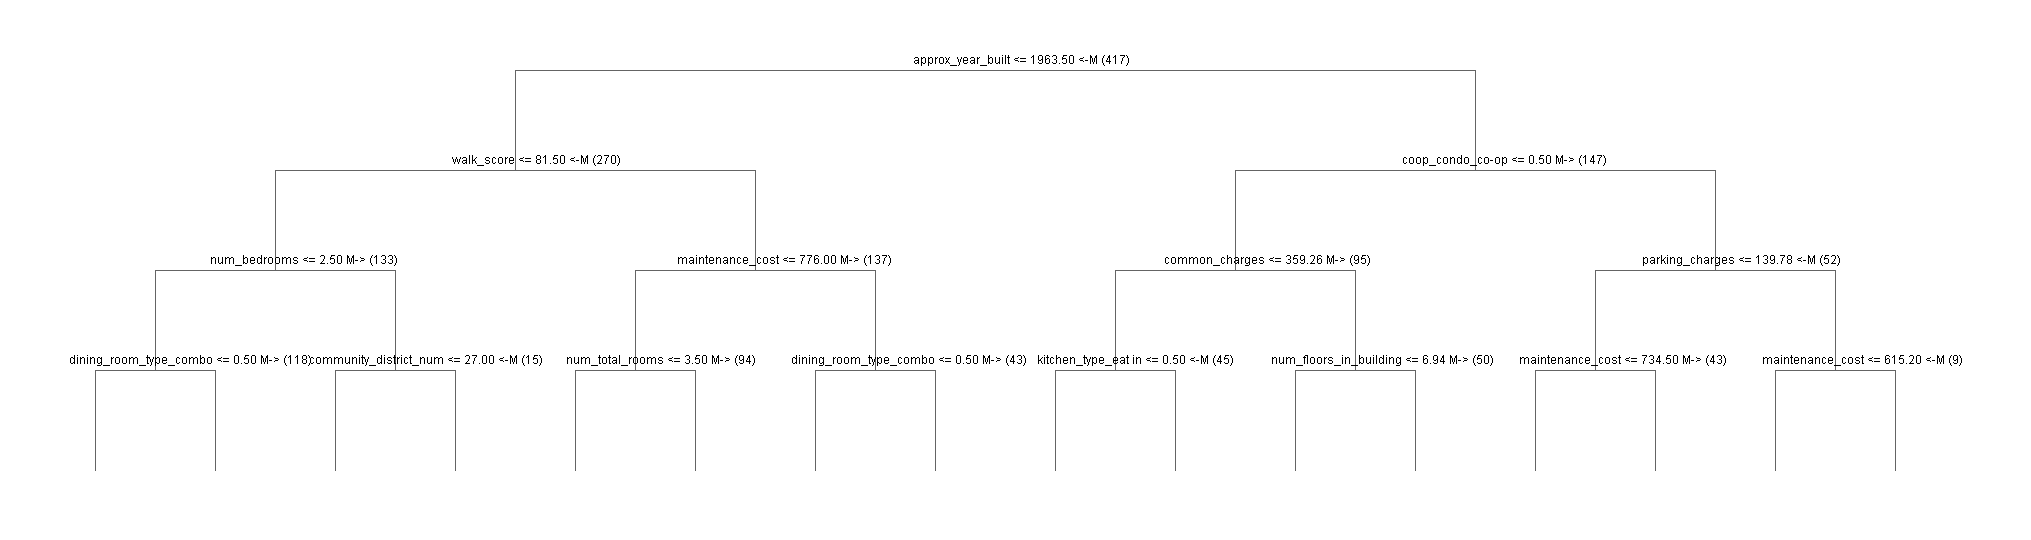 approx_year_built <= 1963.50 <-M (417)
walk_score <= 81.50 <-M (270)
coop_condo_co-op <= 0.50 M-> (147)
num_bedrooms <= 2.50 M-> (133)
maintenance_cost <= 776.00 M-> (137)
common_charges <= 359.26 M-> (95)
parking_charges <= 139.78 <-M (52)
dining_room_type_combo <= 0.50 M-> (118)
community_district_num <= 27.00 <-M (15)
num_total_rooms <= 3.50 M-> (94)
dining_room_type_combo <= 0.50 M-> (43)
kitchen_type_eat in <= 0.50 <-M (45)
num_floors_in_building <= 6.94 M-> (50)
maintenance_cost <= 734.50 M-> (43)
maintenance_cost <= 615.20 <-M (9)